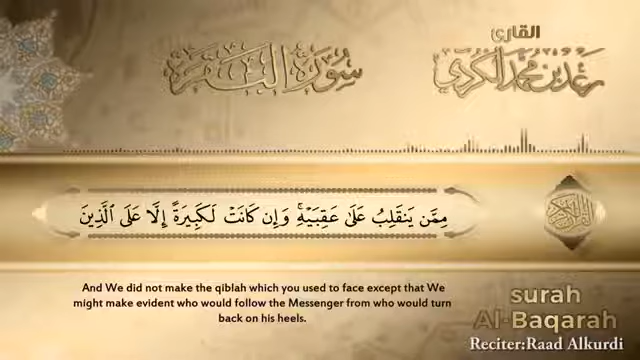 القارئ
سورة البقرة
رعد بن محمد الكردي
مِمَّن يَنقَلِبُ عَلَىٰ عَقِبَيْهِۚ وَإِن كَانَتْ لَكَبِيرَةً إِلَّا عَلَى الَّذِينَ
And We did not make the qiblah which you used to face except that We
might make evident who would follow the Messenger from who would turn
back on his heels.
surah
Al-Baqarah
Reciter:Raad Alkurdi